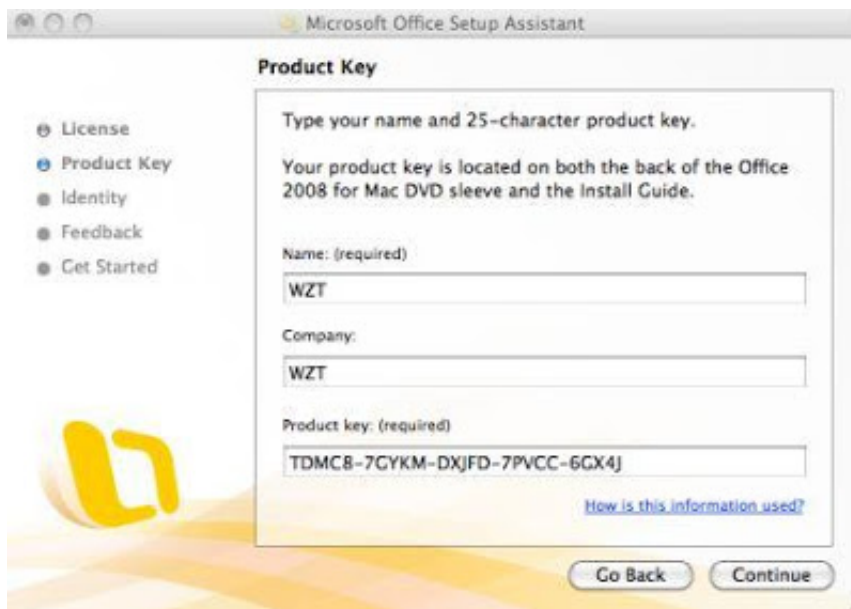 Microsoft Office Setup Assistant
Product Key
License
Product Key
Identity
Feedback
Get Started
Type your name and 25-character product key.
Your product key is located on both the back of the Office
2008 for Mac DVD sleeve and the Install Guide.
Name: (required)
WZT
Company:
WZT
Product key: (required)
TDMC8-7GYKM-DXJFD-7PVCC-6GX4J
How is this information used?
Go Back
Continue